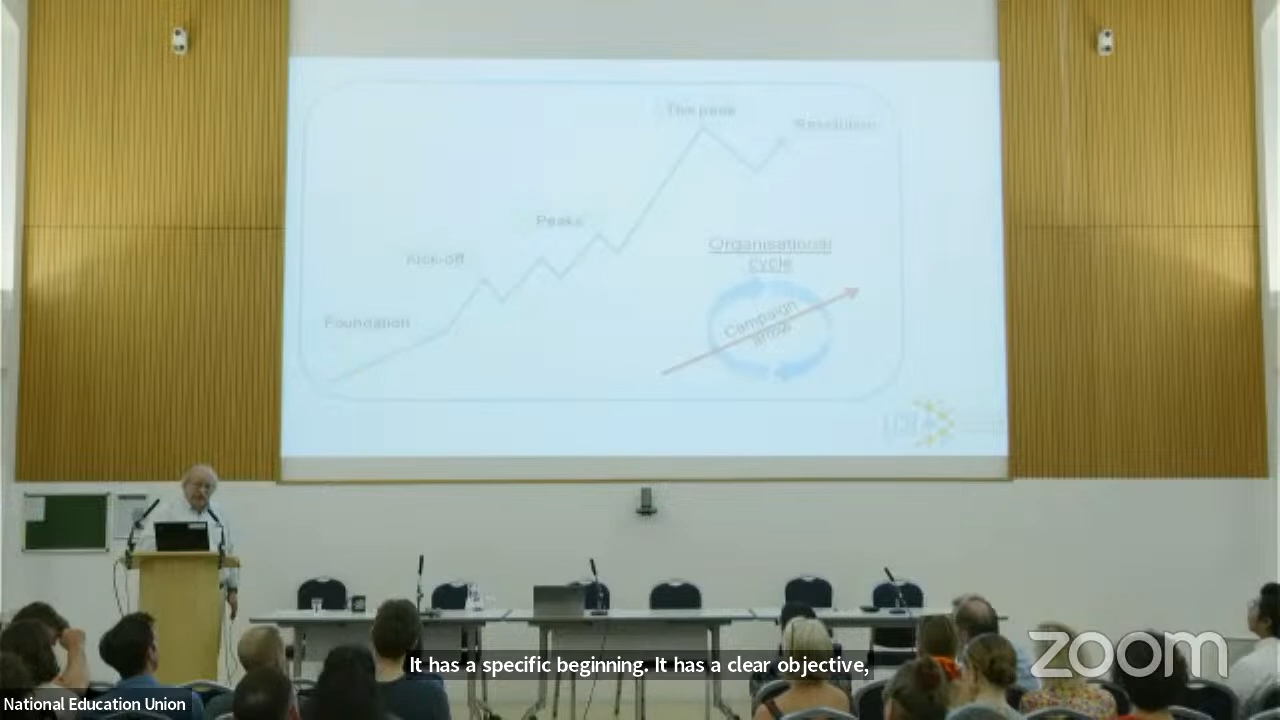 The peak
Resolution
Peaks
Kick-off
Foundation
Organisational
cycle
Campaign
It has a specific beginning. It has a clear objective,
zoom
National Education Union